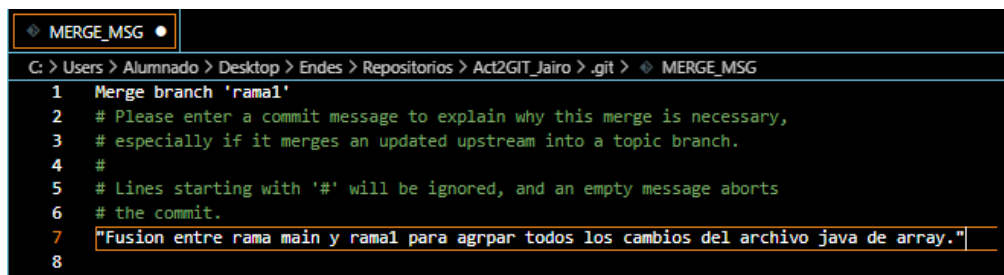 MERGE_MSG
C: > Users > Alumnado > Desktop > Endes > Repositorios > Act2GIT_Jairo > .git > MERGE_MSG
1 Merge branch 'rama1'
2 # Please enter a commit message to explain why this merge is necessary,
3 # especially if it merges an updated upstream into a topic branch.
4 #
5 # Lines starting with '#' will be ignored, and an empty message aborts
6 # the commit.
7 "Fusion entre rama main y rama1 para agrpar todos los cambios del archivo java de array."
8